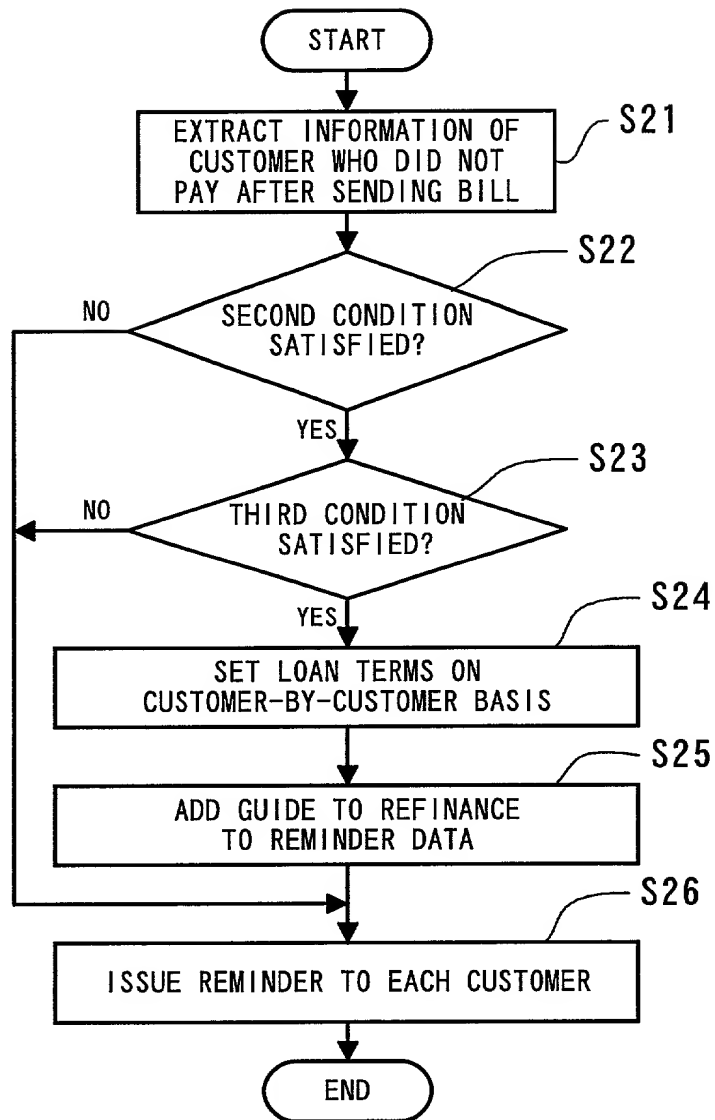 START
EXTRACT INFORMATION OF
CUSTOMER WHO DID NOT
PAY AFTER SENDING BILL
S21
S22
NO
SECOND CONDITION
SATISFIED?
YES
S23
NO
THIRD CONDITION
SATISFIED?
YES
S24
SET LOAN TERMS ON
CUSTOMER-BY-CUSTOMER BASIS
S25
ADD GUIDE TO REFINANCE
TO REMINDER DATA
S26
ISSUE REMINDER TO EACH CUSTOMER
END